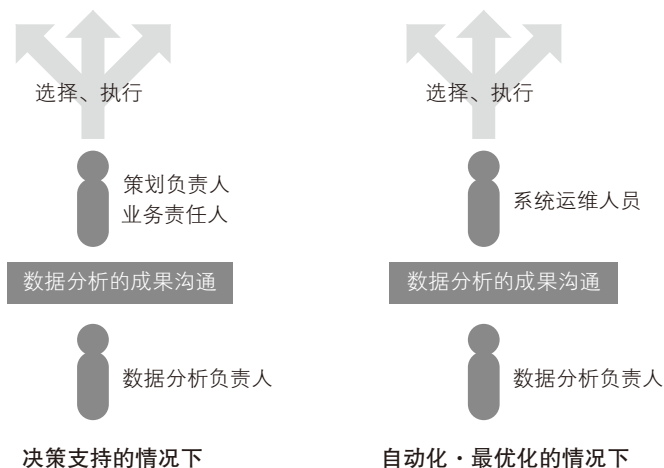 选择、执行
策划负责人
业务责任人
数据分析的成果沟通
数据分析负责人
决策支持的情况下
选择、执行
系统运维人员
数据分析的成果沟通
数据分析负责人
自动化·最优化的情况下